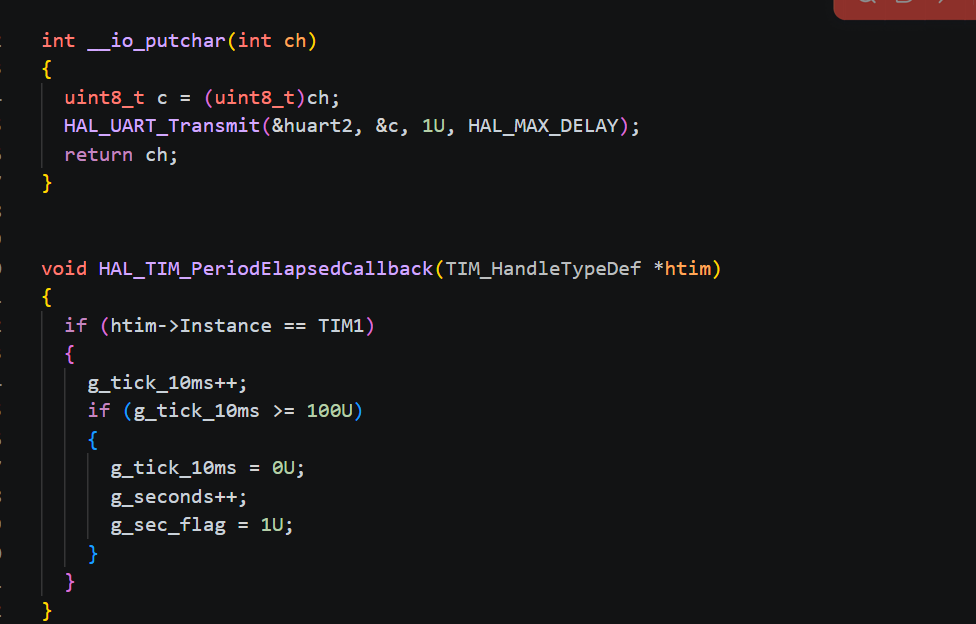 int __io_putchar(int ch)
{
uint8_t c = (uint8_t)ch;
HAL_UART_Transmit(&huart2, &c, 1U, HAL_MAX_DELAY);
return ch;
}
void HAL_TIM_PeriodElapsedCallback(TIM_HandleTypeDef *htim)
{
if (htim->Instance == TIM1)
{
g_tick_10ms++;
if (g_tick_10ms >= 100U)
{
g_tick_10ms = 0U;
g_seconds++;
g_sec_flag = 1U;
}
}
}